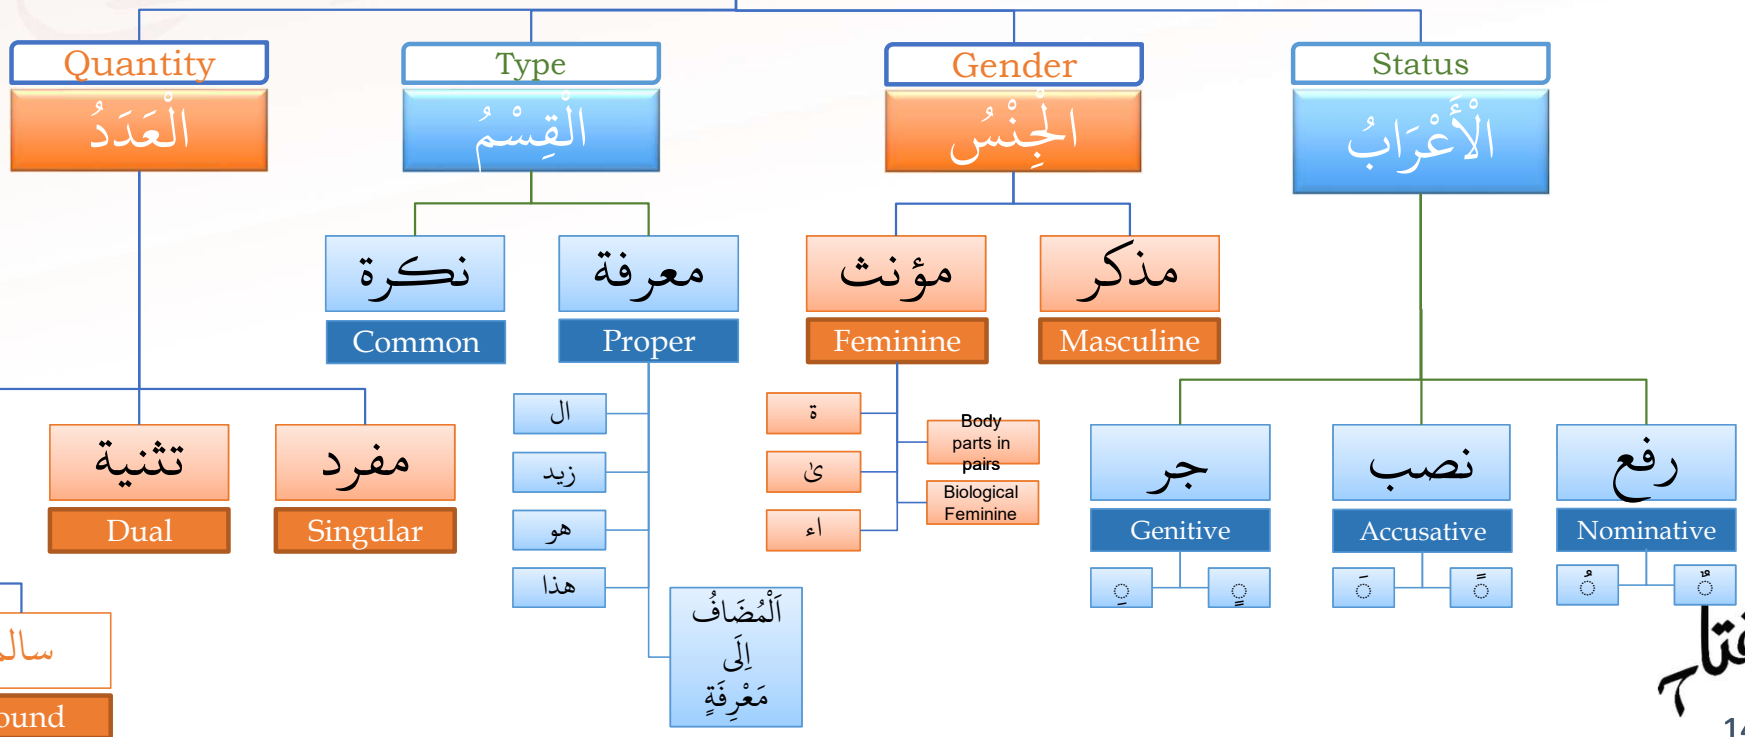 Quantity
الْعَدَدُ
Type
الْقِسْمُ
Gender
الْجِنْسُ
Status
الْأَعْرَابُ
نكرة
Common
معرفة
Proper
مؤنث
Feminine
مذكر
Masculine
ال
زيد
هو
هذا
اَلْمُضَافُ
اِلَى
مَعْرِفَةٍ
ة
ىٰ
اء
Body
parts in
pairs
Biological
Feminine
تثنية
Dual
مفرد
Singular
جر
Genitive
نصب
Accusative
رفع
Nominative
◌ِ
◌ٍ
◌َ
◌ً
◌ُ
◌ٌ
14